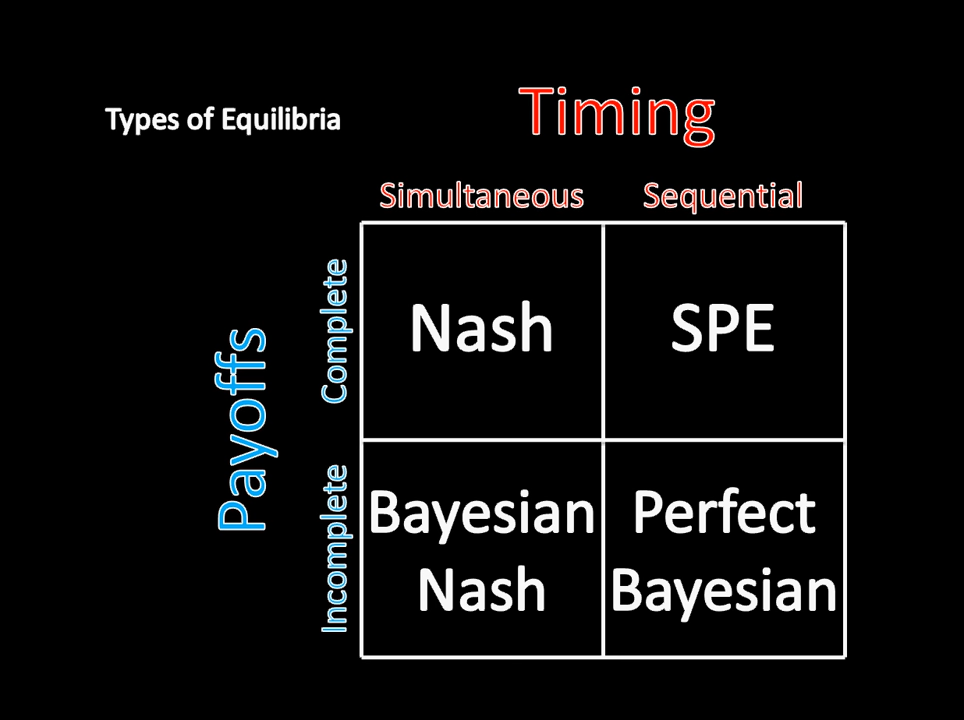 Types of Equilibria
Timing
Simultaneous
Sequential
Payoffs
Complete
Nash
SPE
Incomplete
Bayesian
Nash
Perfect
Bayesian